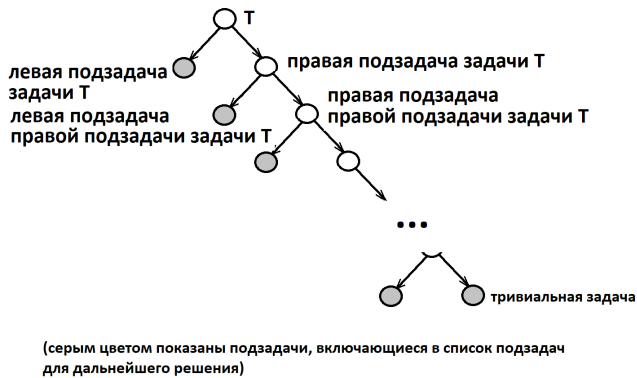 T
левая подзадача
задачи T
правая подзадача задачи T
левая подзадача
правой подзадачи задачи T
правая подзадача
правой подзадачи задачи T
...
тривиальная задача
(серым цветом показаны подзадачи, включающиеся в список подзадач
для дальнейшего решения)